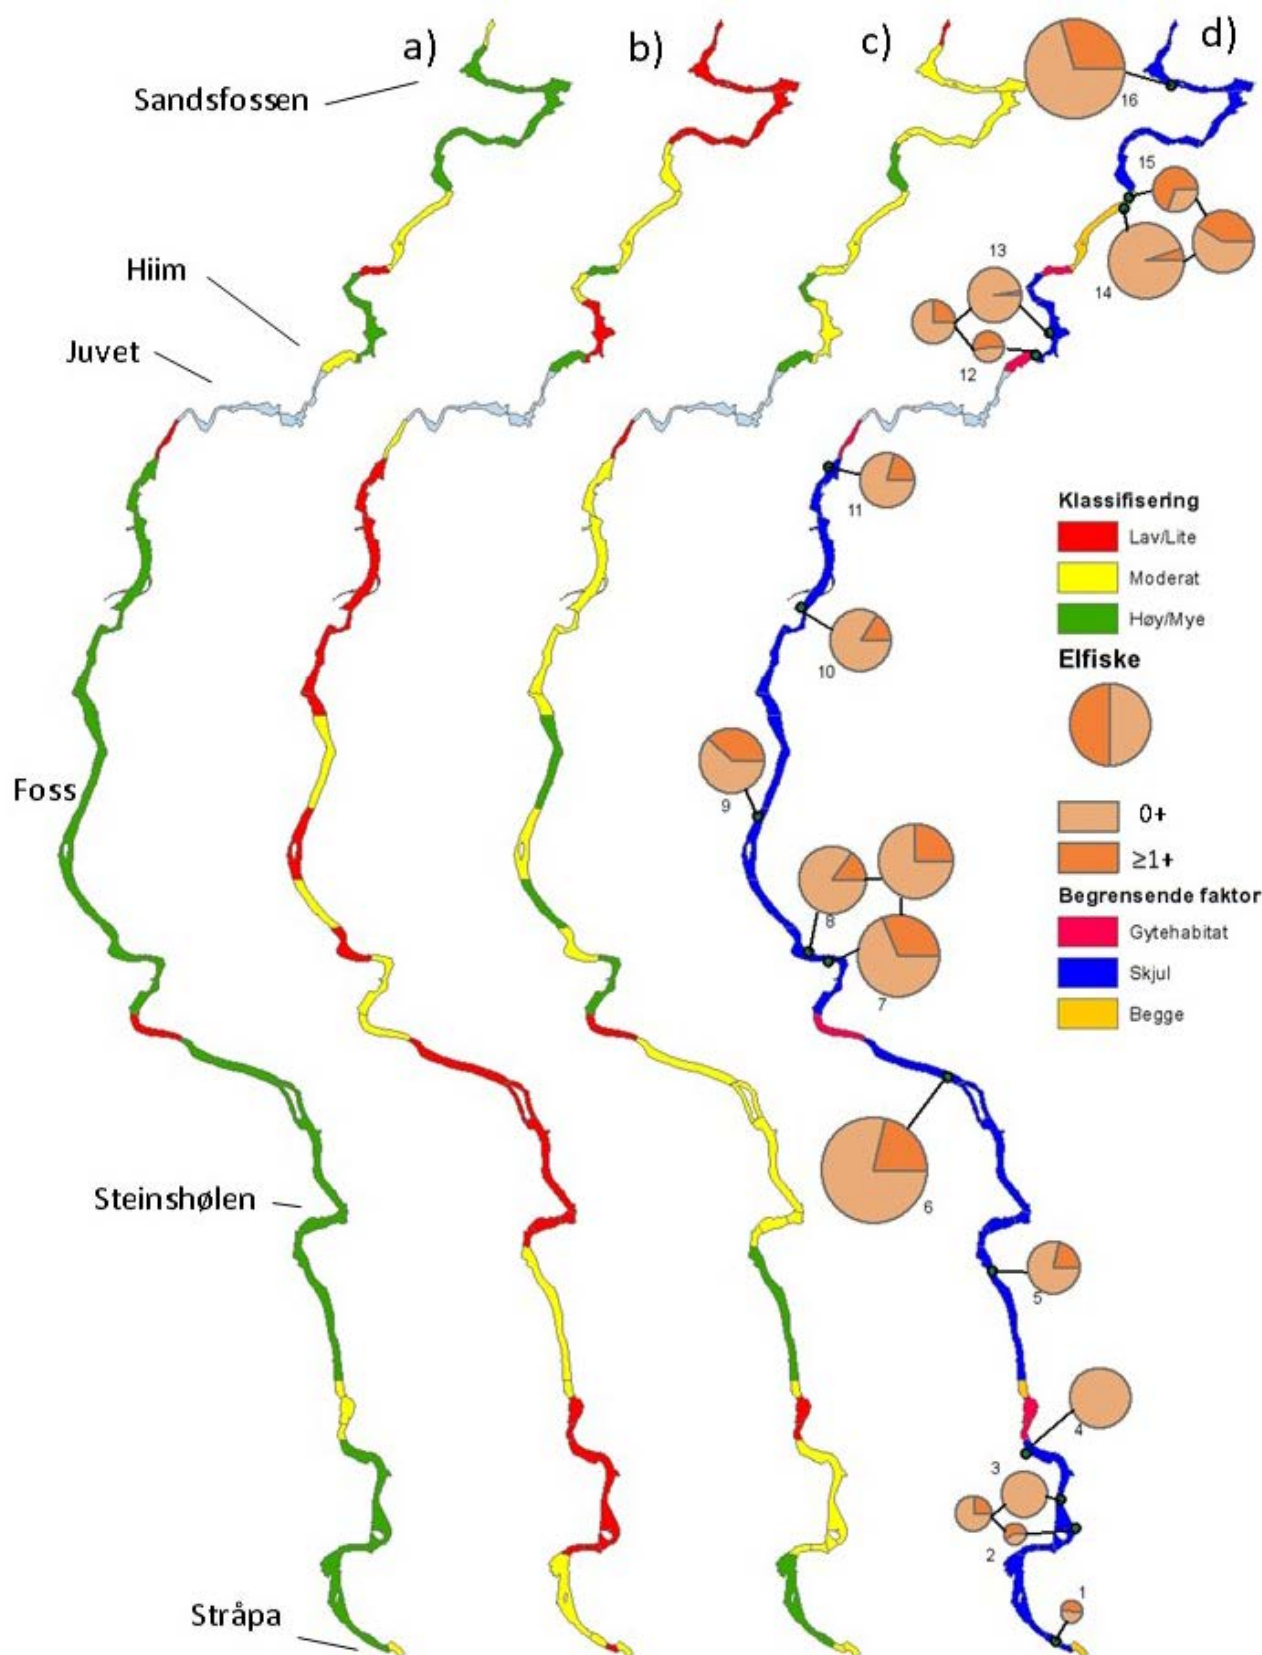 a)
b)
c)
d)
Sandsfossen
16
15
Hiim
13
14
Juvet
12
11
Klassifisering
Lav/Lite
Moderat
Høy/Mye
10
Elfiske
Foss
9
0+
≥1+
8
Begrensende faktor
Gytehabitat
7
Skjul
Begge
Steinshølen
6
5
4
3
2
1
Stråpa